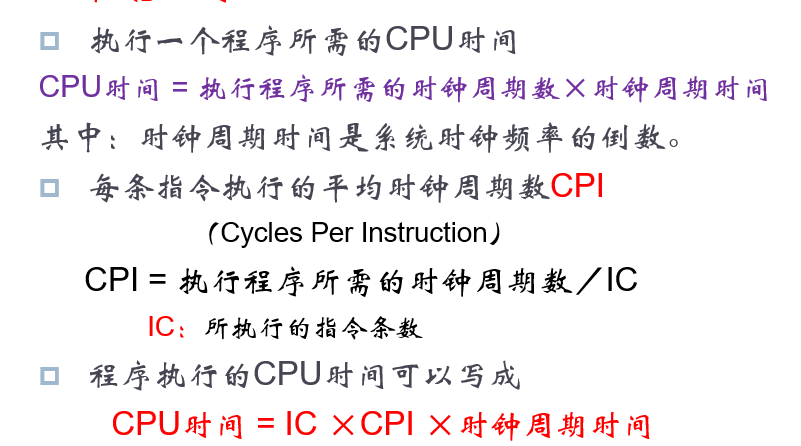 执行一个程序所需的CPU时间
CPU时间 = 执行程序所需的时钟周期数×时钟周期时间
其中：时钟周期时间是系统时钟频率的倒数。
每条指令执行的平均时钟周期数CPI
（Cycles Per Instruction）
CPI = 执行程序所需的时钟周期数／IC
IC：所执行的指令条数
程序执行的CPU时间可以写成
CPU时间 = IC ×CPI ×时钟周期时间